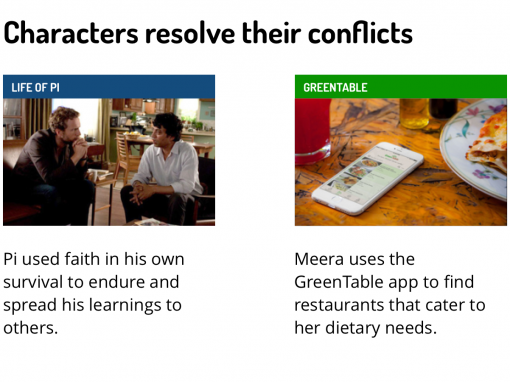 Characters resolve their conflicts
LIFE OF PI
Pi used faith in his own
survival to endure and
spread his learnings to
others.
GREENTABLE
Meera uses the
GreenTable app to find
restaurants that cater to
her dietary needs.